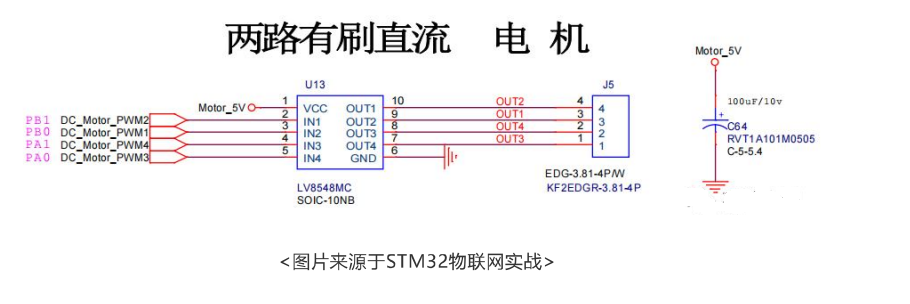 两路有刷直流 电 机
Motor_5V
U13
J5
Motor_5V
1 VCC OUT1 10 OUT2 4 4
PB1 DC_Motor_PWM2 2 IN1 OUT2 9 OUT1 3 3
PB0 DC_Motor_PWM1 3 IN2 OUT3 8 OUT4 2 2
PA1 DC_Motor_PWM4 4 IN3 OUT4 7 OUT3 1 1
PA0 DC_Motor_PWM3 5 IN4 GND 6
100uF/10v
+
C64
RVT1A101M0505
C-5-5.4
EDG-3.81-4P/W
LV8548MC
KF2EDGR-3.81-4P
SOIC-10NB
<图片来源于STM32物联网实战>